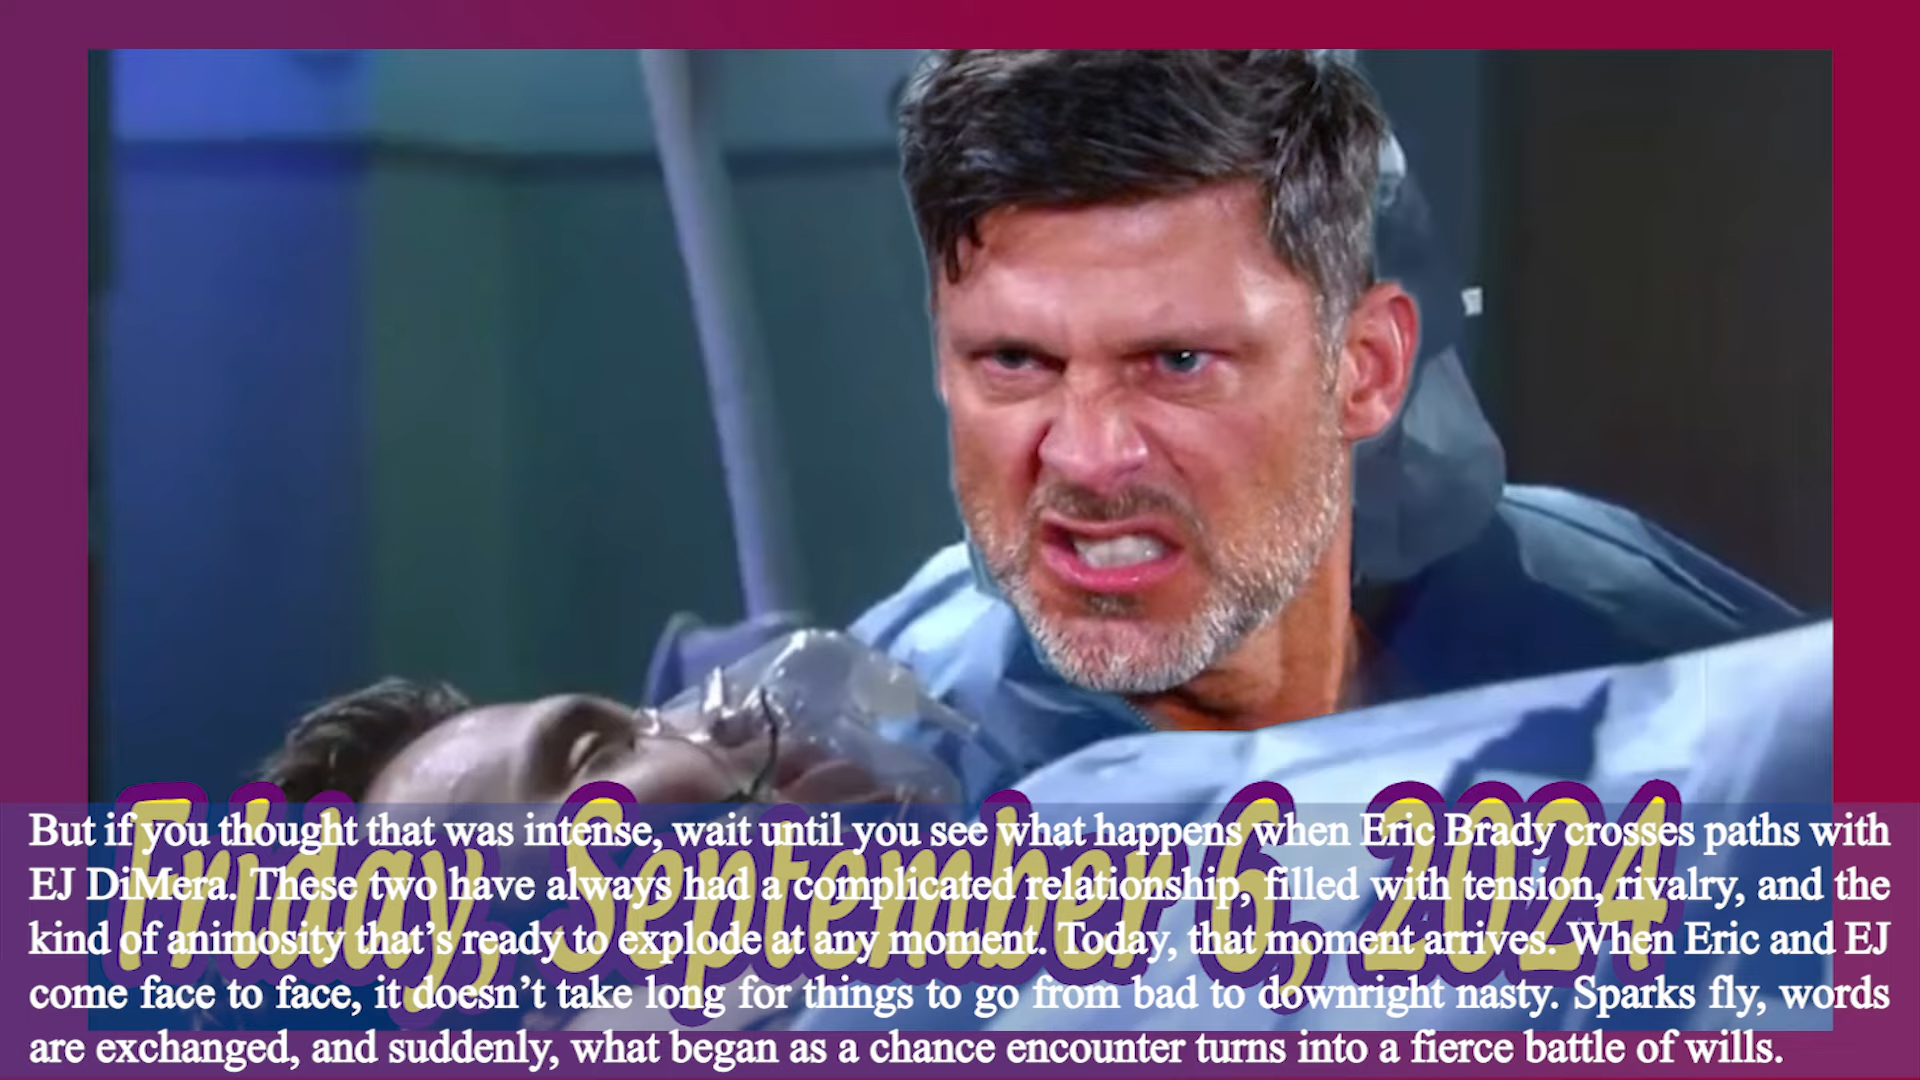 But if you thought that was intense, wait until you see what happens when Eric Brady crosses paths with
EJ DiMera. These two have always had a complicated relationship, filled with tension, rivalry, and the
kind of animosity that’s ready to explode at any moment. Today, that moment arrives. When Eric and EJ
come face to face, it doesn’t take long for things to go from bad to downright nasty. Sparks fly, words
are exchanged, and suddenly, what began as a chance encounter turns into a fierce battle of wills.
Friday, September 6, 2024